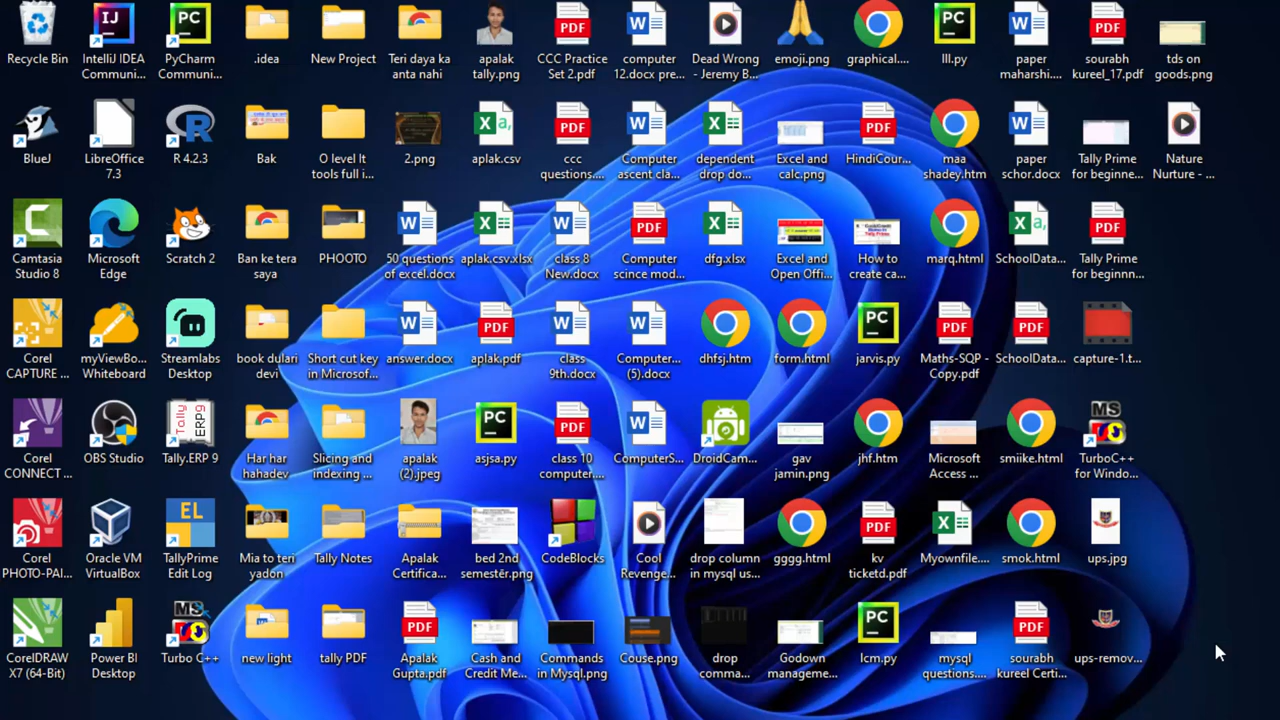 Recycle Bin
IntelliJ IDEA
Communi...
PyCharm
Communi...
.idea
New Project
Teri daya ka
anta nahi
apalak
tally.png
CCC Practice
Set 2.pdf
computer
12.docx pre...
Dead Wrong
- Jeremy B...
emoji.png
graphical....
lll.py
paper
maharshi....
sourabh
kureel_17.pdf
tds on
goods.png
BlueJ
LibreOffice
7.3
R 4.2.3
Bak
O level It
tools full i...
2.png
aplak.csv
ccc
questions....
Computer
ascent cla...
dependent
drop do...
Excel and
calc.png
HindiCour...
maa
shadey.htm
paper
schor.docx
Tally Prime
for beginne...
Nature
Nurture - ...
Camtasia
Studio 8
Microsoft
Edge
Scratch 2
Ban ke tera
saya
PHOOTO
50 questions
of excel.docx
aplak.csv.xlsx
class 8
New.docx
Computer
scince mod...
dfg.xlsx
Excel and
Open Offi...
How to
create ca...
marq.html
SchoolData...
Tally Prime
for beginnn...
Corel
CAPTURE ...
myViewBo...
Whiteboard
Streamlabs
Desktop
book dulari
devi
Short cut key
in Microsof...
answer.docx
aplak.pdf
class
9th.docx
Computer...
(5).docx
dhfsj.htm
form.html
jarvis.py
Maths-SQP -
Copy.pdf
SchoolData...
capture-1.t...
Corel
CONNECT ...
OBS Studio
Tally.ERP 9
Har har
hahadev
Slicing and
indexing ...
apalak
(2).jpeg
asjsa.py
class 10
computer....
ComputerS...
DroidCam...
gav
jamin.png
jhf.htm
Microsoft
Access ...
smiike.html
TurboC++
for Windo...
Corel
PHOTO-PAI...
Oracle VM
VirtualBox
TallyPrime
Edit Log
Mia to teri
yadon
Tally Notes
Apalak
Certifica...
bed 2nd
semester.png
CodeBlocks
Cool
Revenge...
drop column
in mysql us...
gggg.html
kv
ticketd.pdf
Myownfile....
smok.html
ups.jpg
CorelDRAW
X7 (64-Bit)
Power BI
Desktop
Turbo C++
new light
tally PDF
Apalak
Gupta.pdf
Cash and
Credit Me...
Commands
in Mysql.png
Couse.png
drop
comma...
Godown
manageme...
lcm.py
mysql
questions....
sourabh
kureel Certi...
ups-remov...